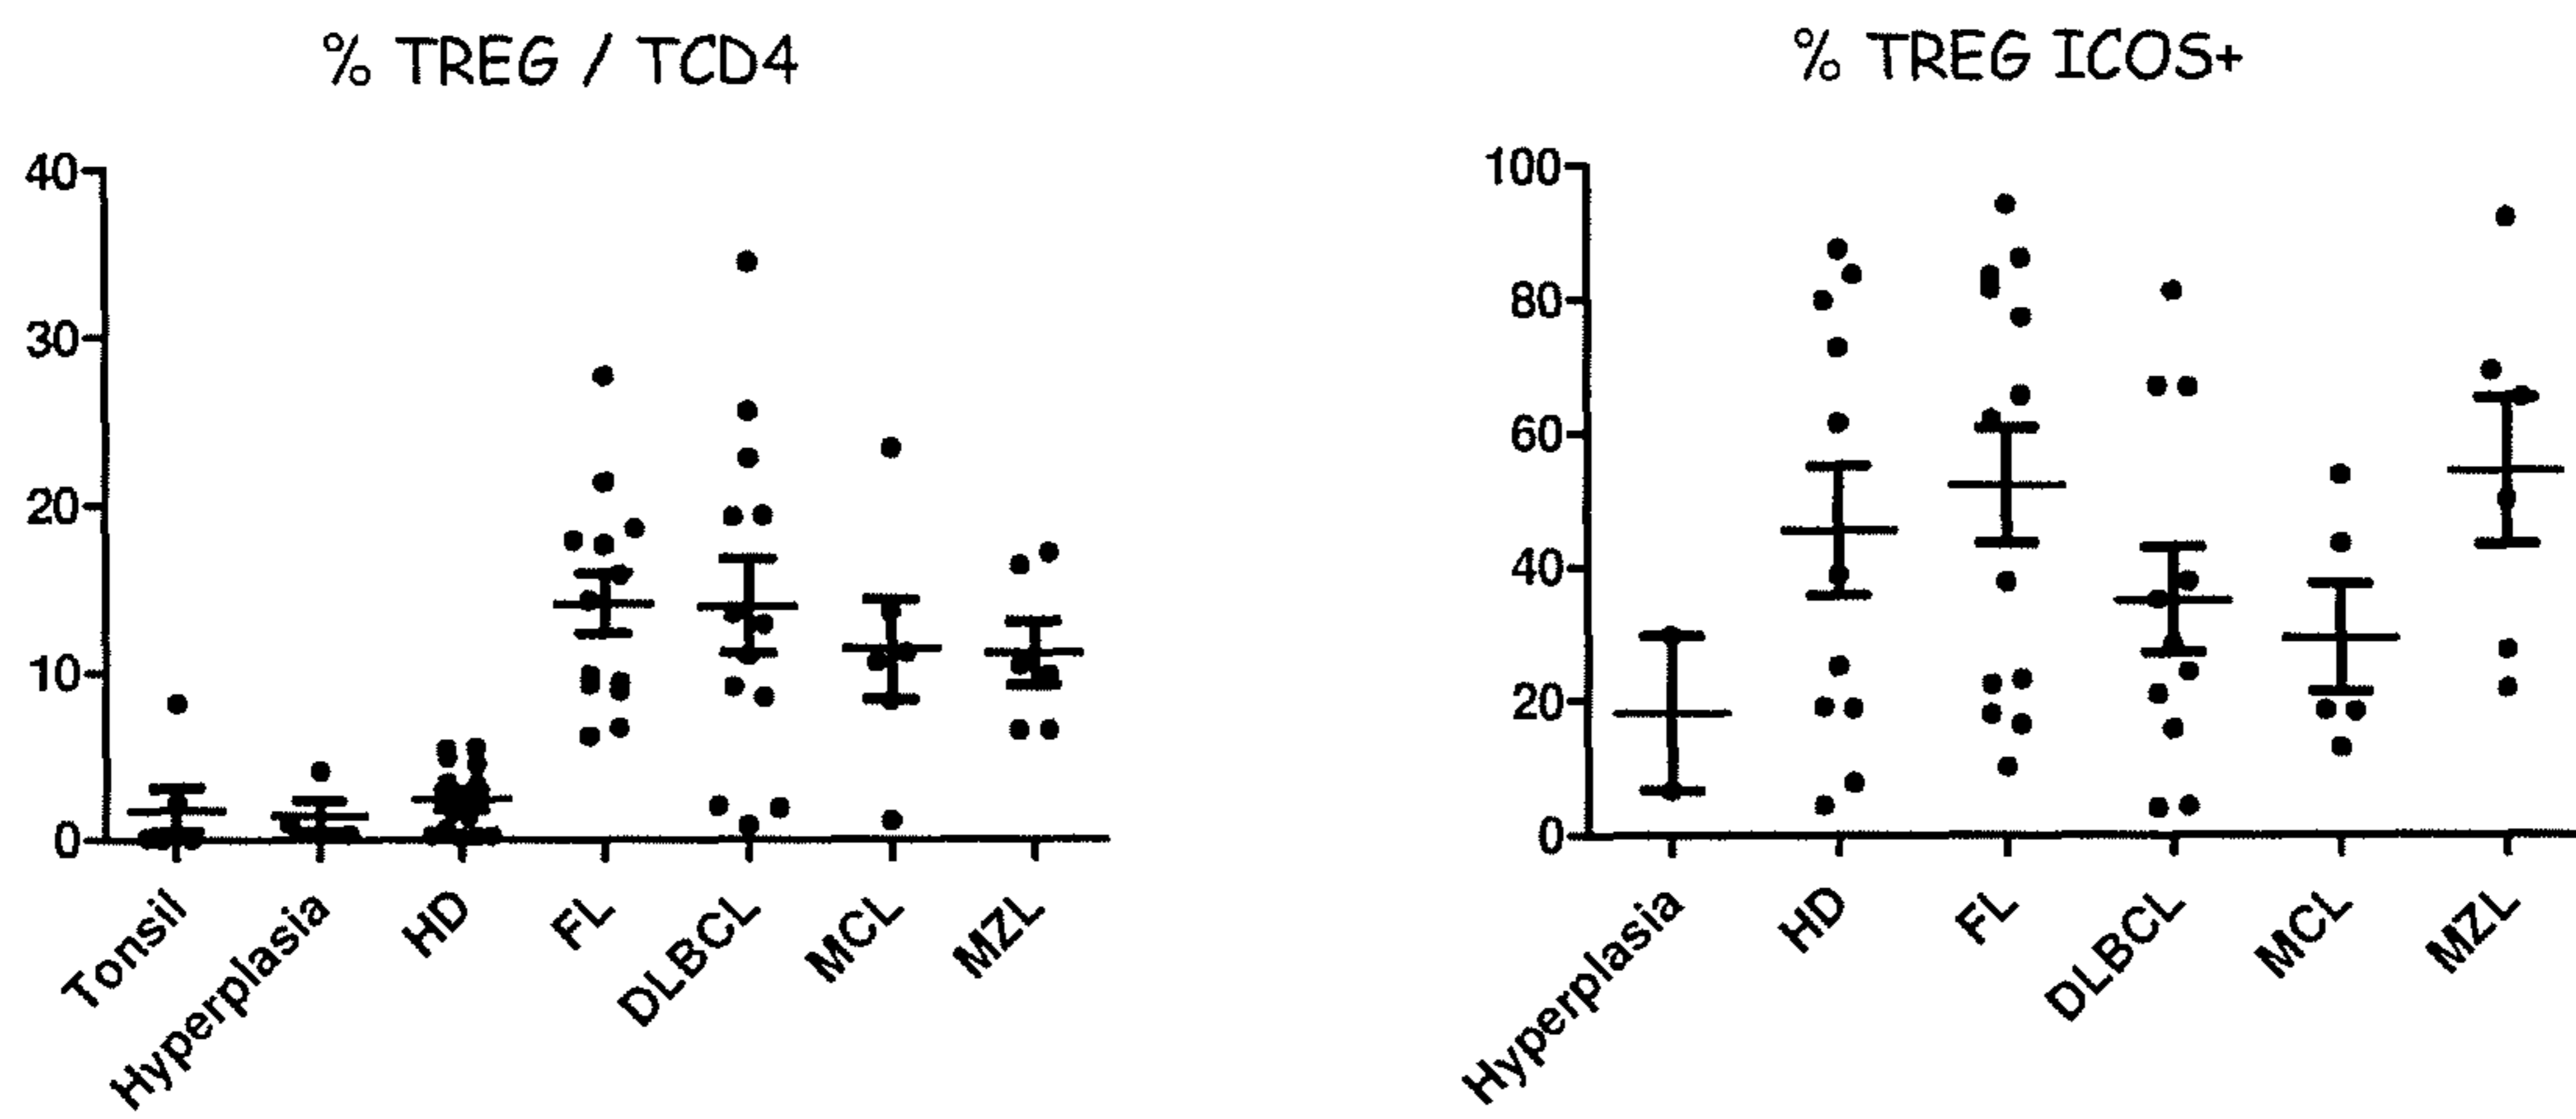 % TREG / TCD4
40
30
20
10
0
Tonsil
Hyperplasia
HD
FL
DLBCL
MCL
MZL
% TREG ICOS+
100
80
60
40
20
0
Hyperplasia
HD
FL
DLBCL
MCL
MZL